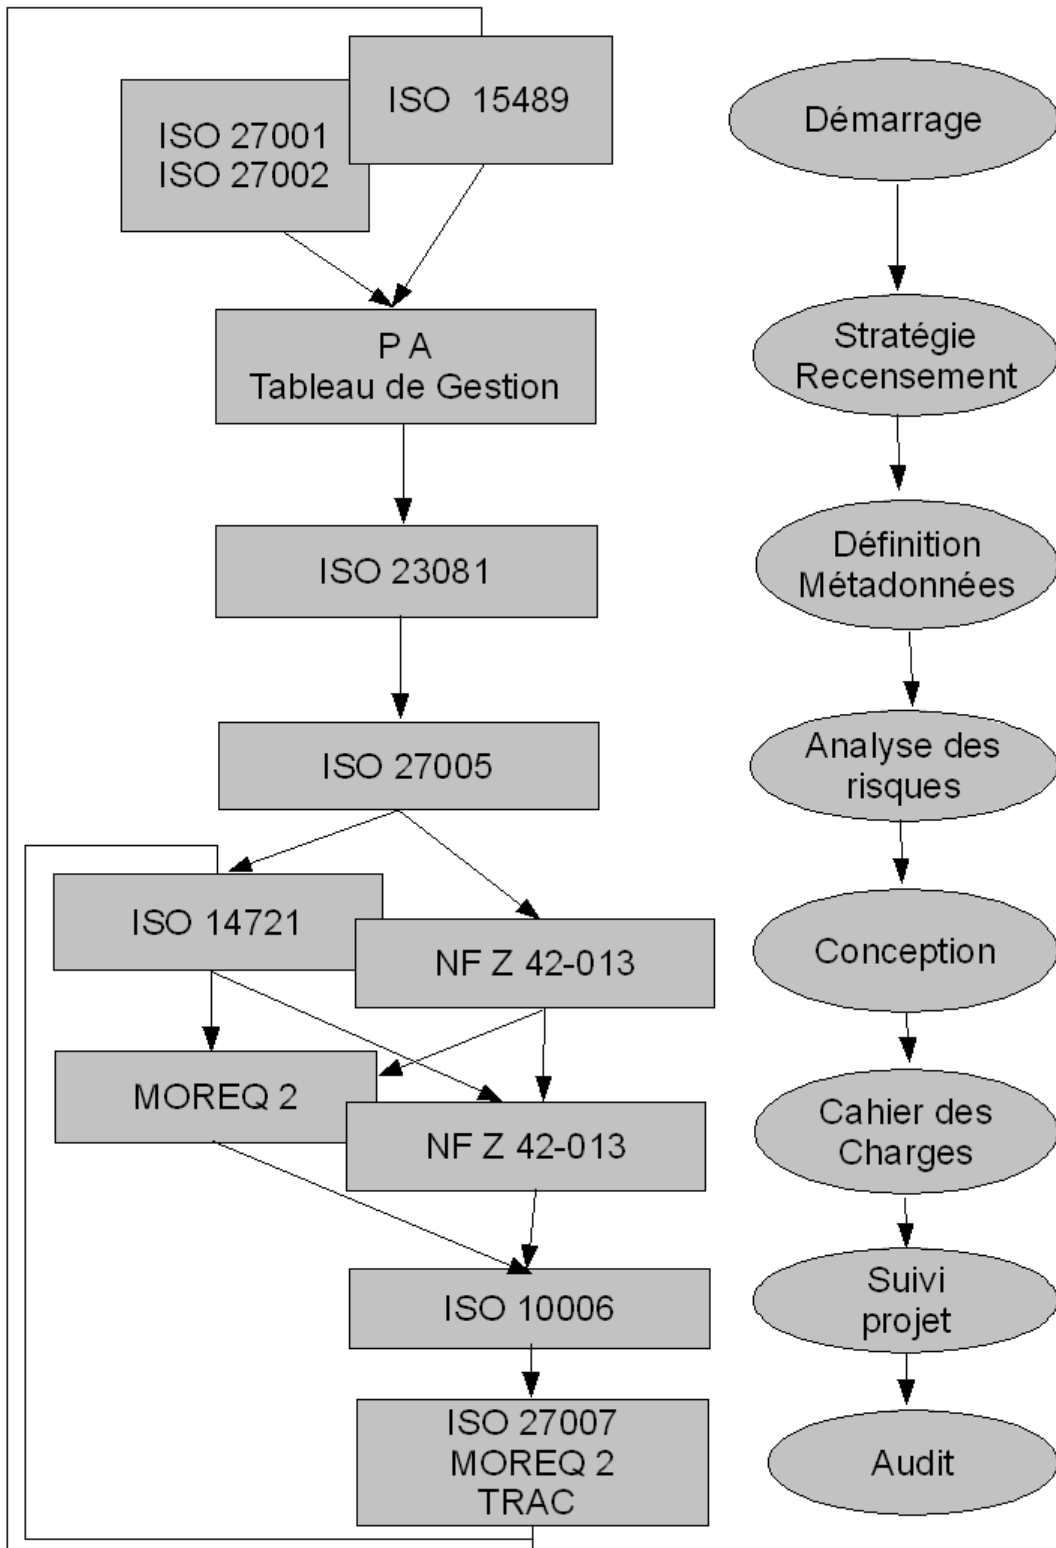 ISO 15489
ISO 27001
ISO 27002
Démarrage
P A
Tableau de Gestion
Stratégie
Recensement
ISO 23081
Définition
Métadonnées
ISO 27005
Analyse des
risques
ISO 14721
NF Z 42-013
Conception
MOREQ 2
NF Z 42-013
Cahier des
Charges
ISO 10006
Suivi
projet
ISO 27007
MOREQ 2
TRAC
Audit